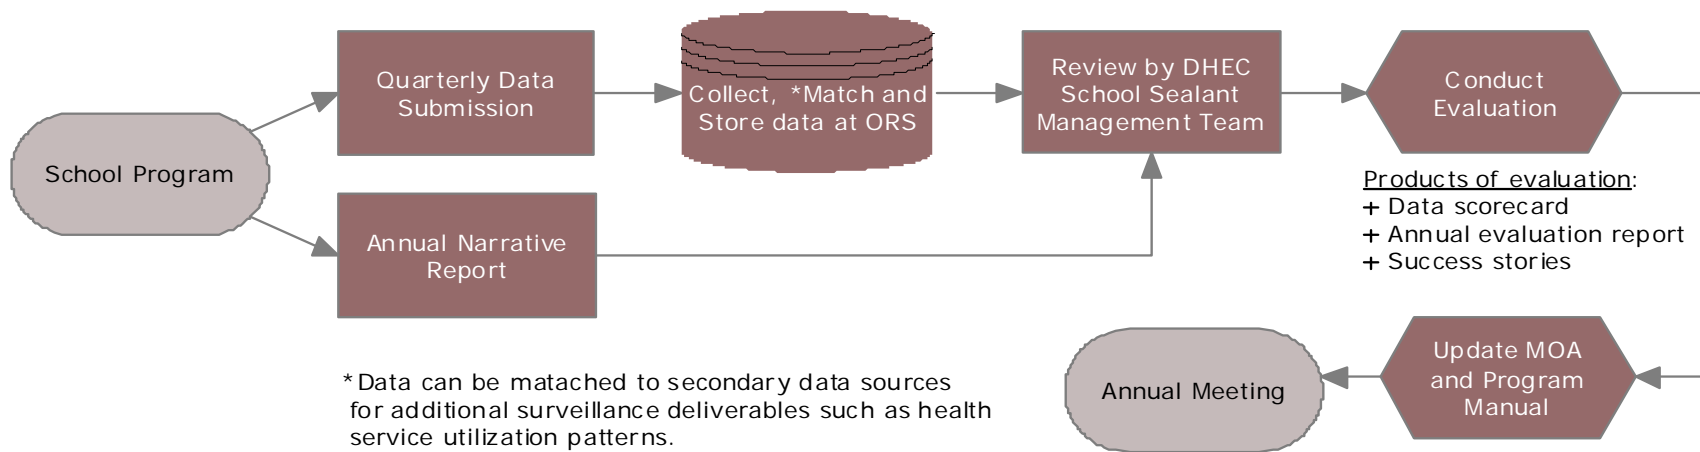 Quarterly Data
Submission
Collect, *Match and
Store data at ORS
Review by DHEC
School Sealant
Management Team
Conduct
Evaluation
School Program
Annual Narrative
Report
Products of evaluation:
+ Data scorecard
+ Annual evaluation report
+ Success stories
Update MOA
and Program
Manual
Annual Meeting
*Data can be matached to secondary data sources
for additional surveillance deliverables such as health
service utilization patterns.